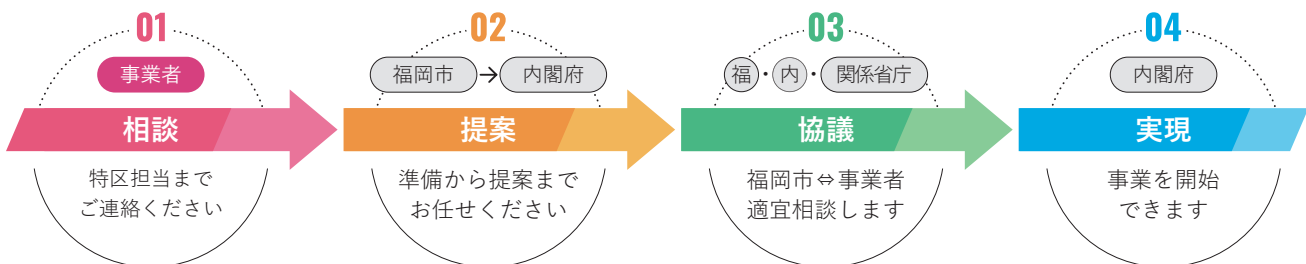 01
事業者
相談
特区担当まで
ご連絡ください
02
福岡市→内閣府
提案
準備から提案まで
お任せください
03
福・内・関係省庁
協議
福岡市⇔事業者
適宜相談します
04
内閣府
実現
事業を開始
できます